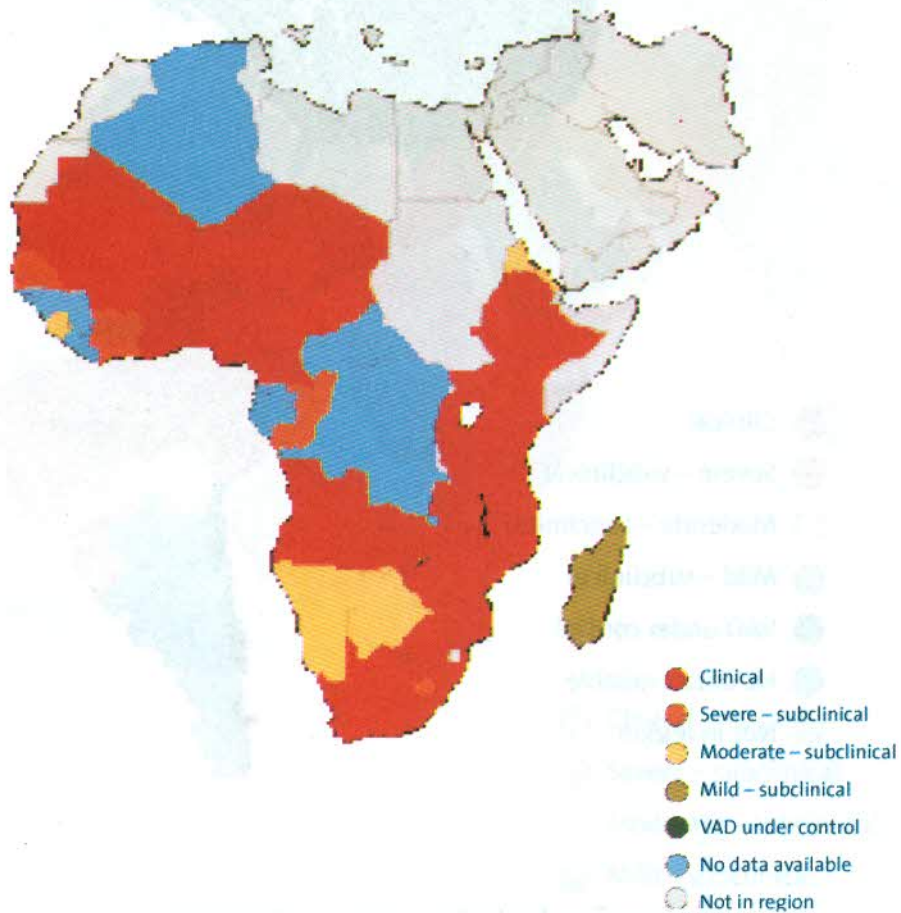 Clinical
Severe – subclinical
Moderate – subclinical
Mild – subclinical
VAD under control
No data available
Not in region